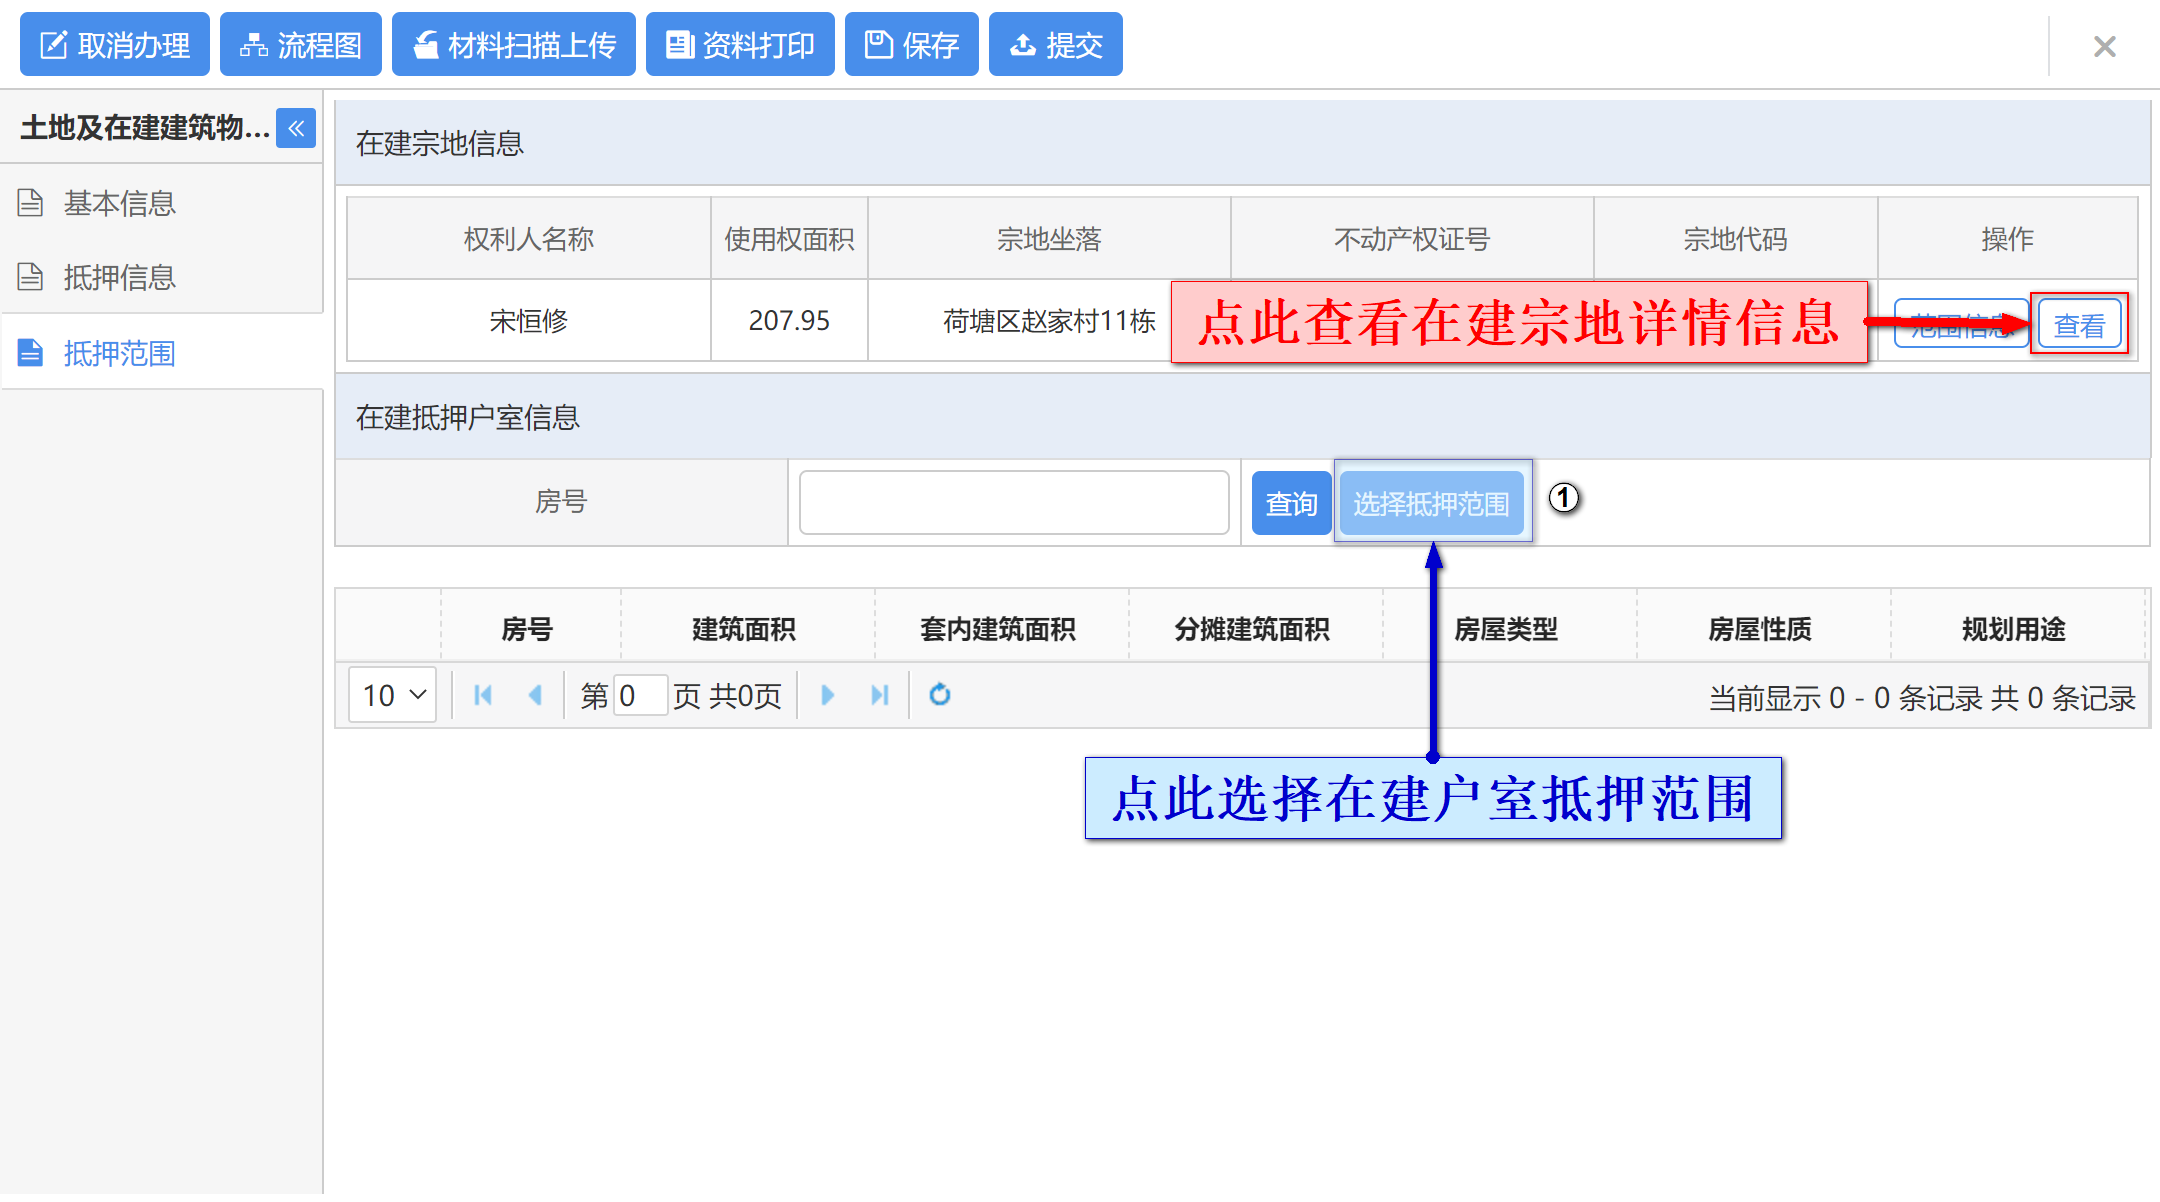 取消办理 流程图 材料扫描上传 资料打印 保存 提交
土地及在建建筑物...
基本信息
抵押信息
抵押范围
在建宗地信息
权利人名称 使用权面积 宗地坐落 不动产权证号 宗地代码 操作
宋恒修 207.95 荷塘区赵家村11栋 点此查看在建宗地详情信息 范围信息 查看
在建抵押户室信息
房号 查询 选择抵押范围 ①
房号 建筑面积 套内建筑面积 分摊建筑面积 房屋类型 房屋性质 规划用途
10 第 0 页 共0页 当前显示 0 - 0 条记录 共 0 条记录
点此选择在建户室抵押范围